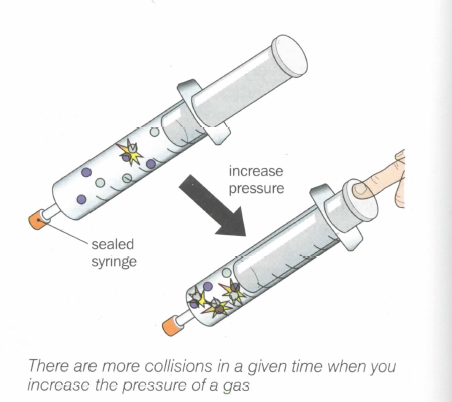 increase
pressure
sealed
syringe
There are more collisions in a given time when you
increase the pressure of a gas